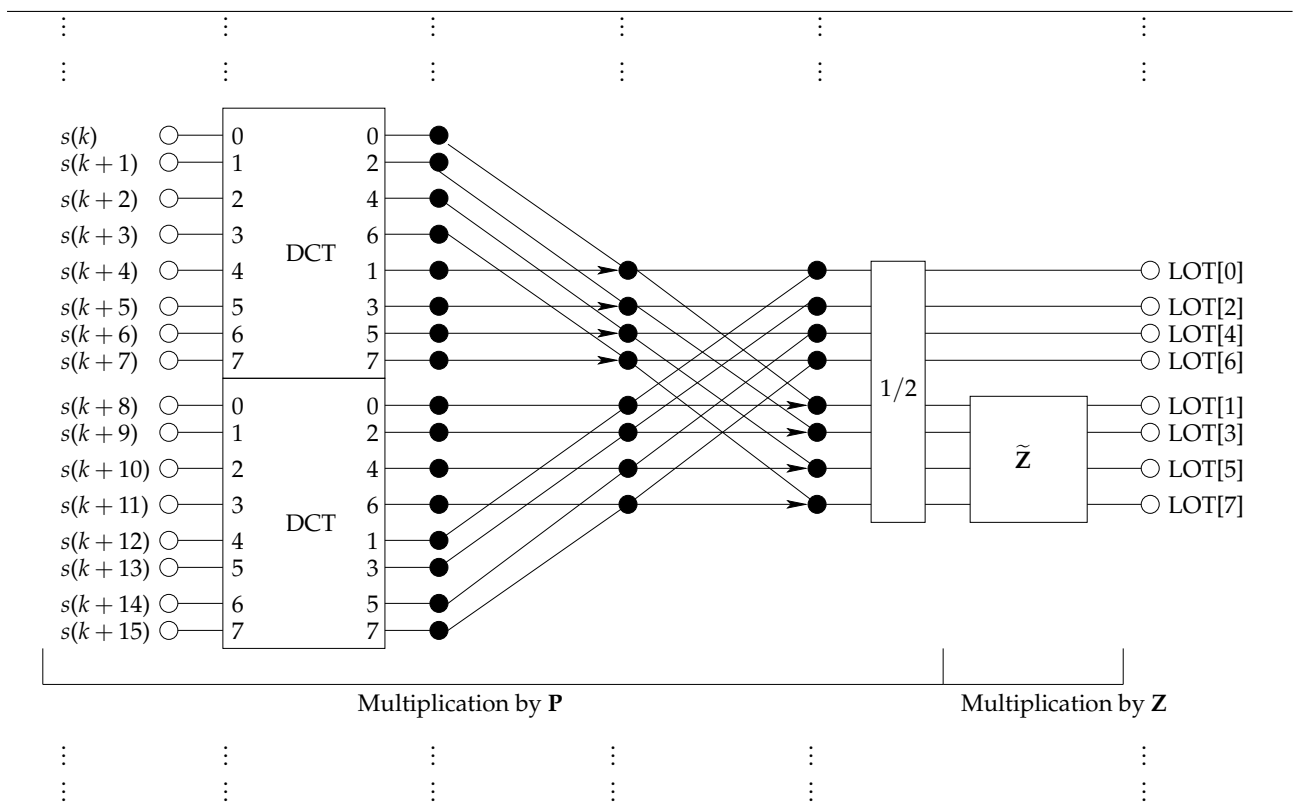 s(k) 0 0
s(k + 1) 1 2
s(k + 2) 2 4
s(k + 3) 3 6
DCT
s(k + 4) 4 1 LOT[0]
s(k + 5) 5 3 LOT[2]
s(k + 6) 6 5 LOT[4]
s(k + 7) 7 7 LOT[6]
1/2
s(k + 8) 0 0 LOT[1]
s(k + 9) 1 2 LOT[3]
Z̃
s(k + 10) 2 4 LOT[5]
s(k + 11) 3 6 LOT[7]
DCT
s(k + 12) 4 1
s(k + 13) 5 3
s(k + 14) 6 5
s(k + 15) 7 7
Multiplication by P Multiplication by Z